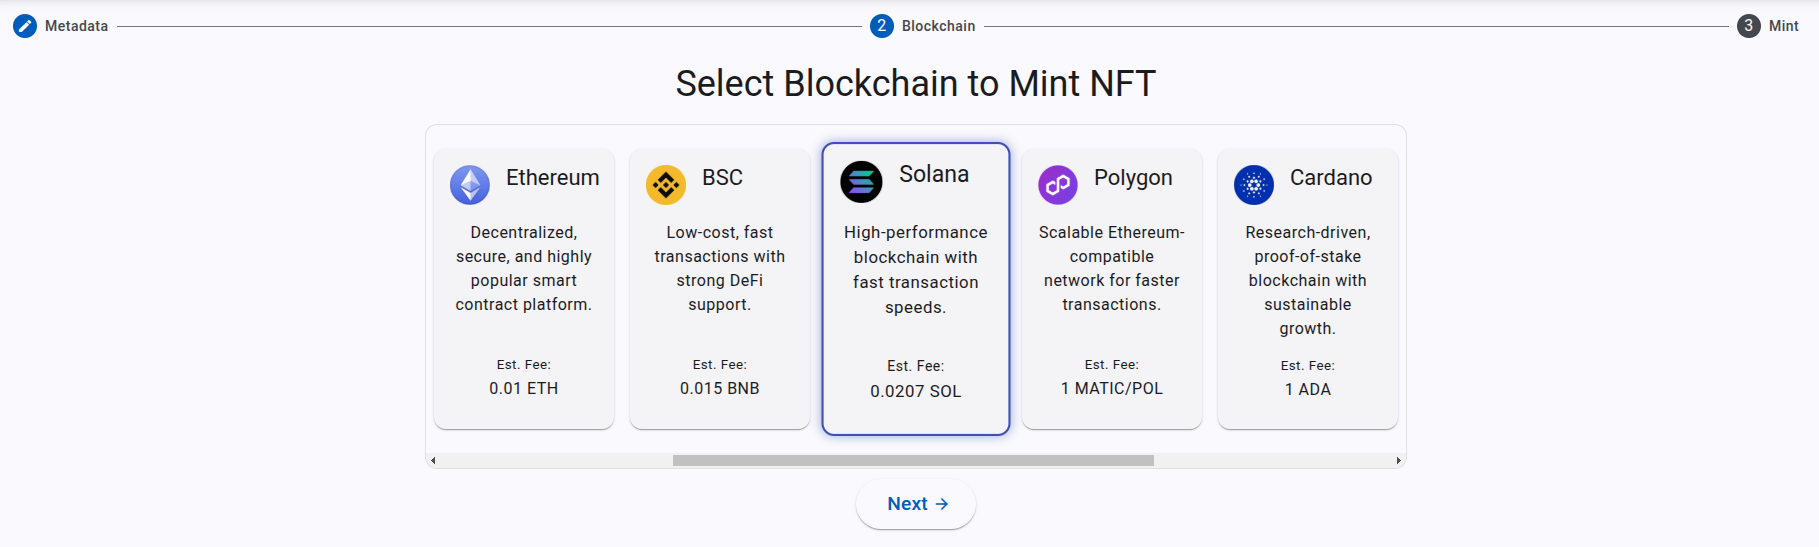 Metadata
2 Blockchain
3 Mint
Select Blockchain to Mint NFT
Ethereum
Decentralized,
secure, and highly
popular smart
contract platform.
Est. Fee:
0.01 ETH
BSC
Low-cost, fast
transactions with
strong DeFi
support.
Est. Fee:
0.015 BNB
Solana
High-performance
blockchain with
fast transaction
speeds.
Est. Fee:
0.0207 SOL
Polygon
Scalable Ethereum-
compatible
network for faster
transactions.
Est. Fee:
1 MATIC/POL
Cardano
Research-driven,
proof-of-stake
blockchain with
sustainable
growth.
Est. Fee:
1 ADA
Next →